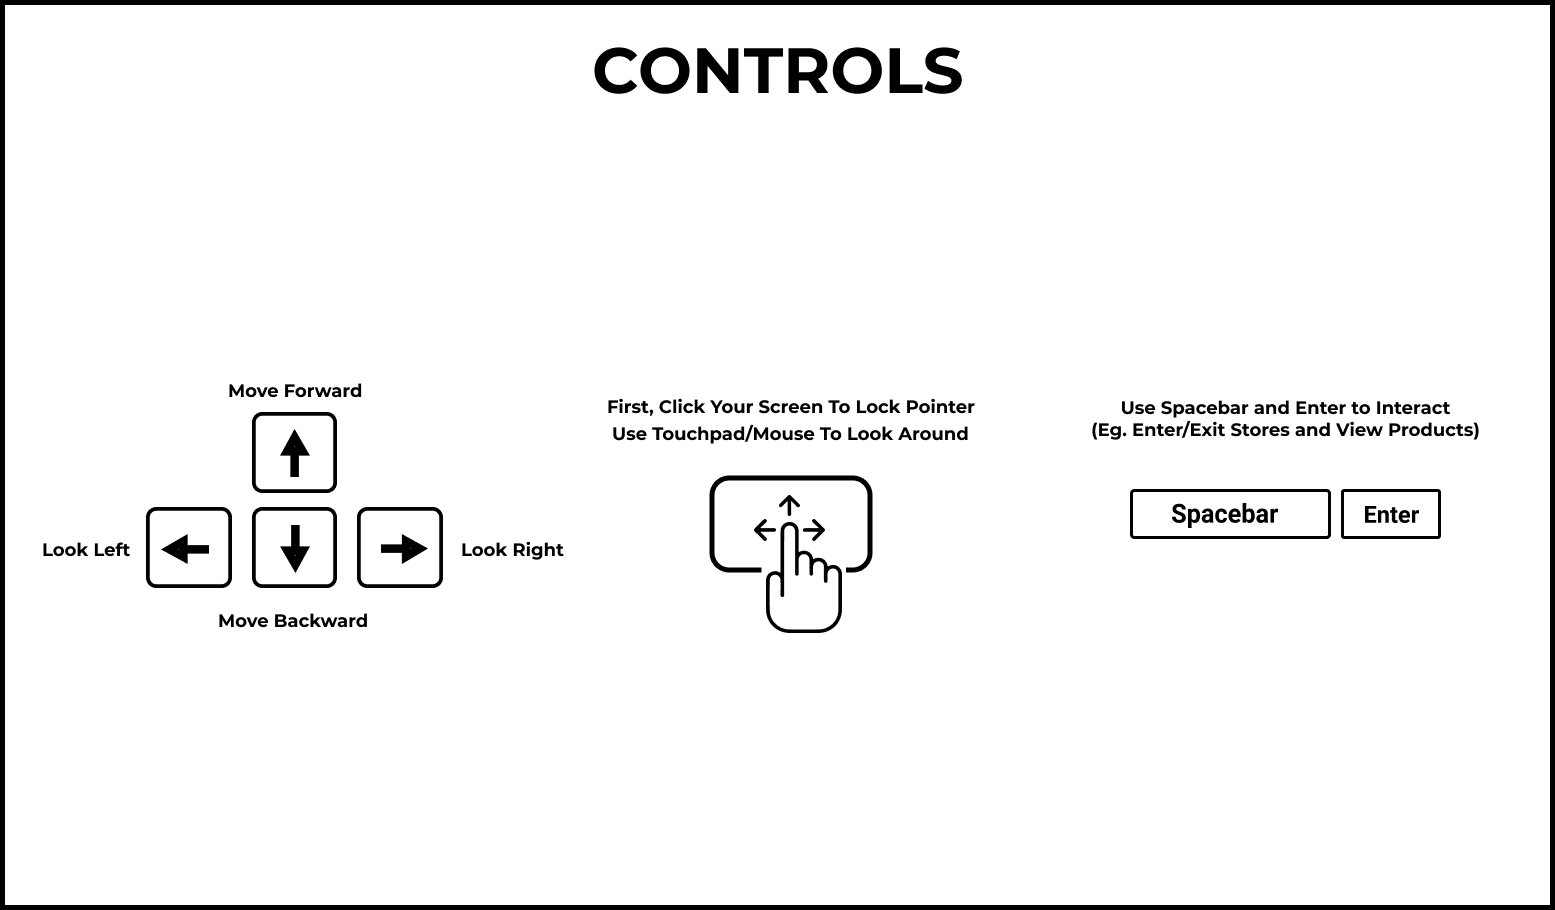 CONTROLS
Move Forward
Look Left
Look Right
Move Backward
First, Click Your Screen To Lock Pointer
Use Touchpad/Mouse To Look Around
Use Spacebar and Enter to Interact
(Eg. Enter/Exit Stores and View Products)
Spacebar
Enter